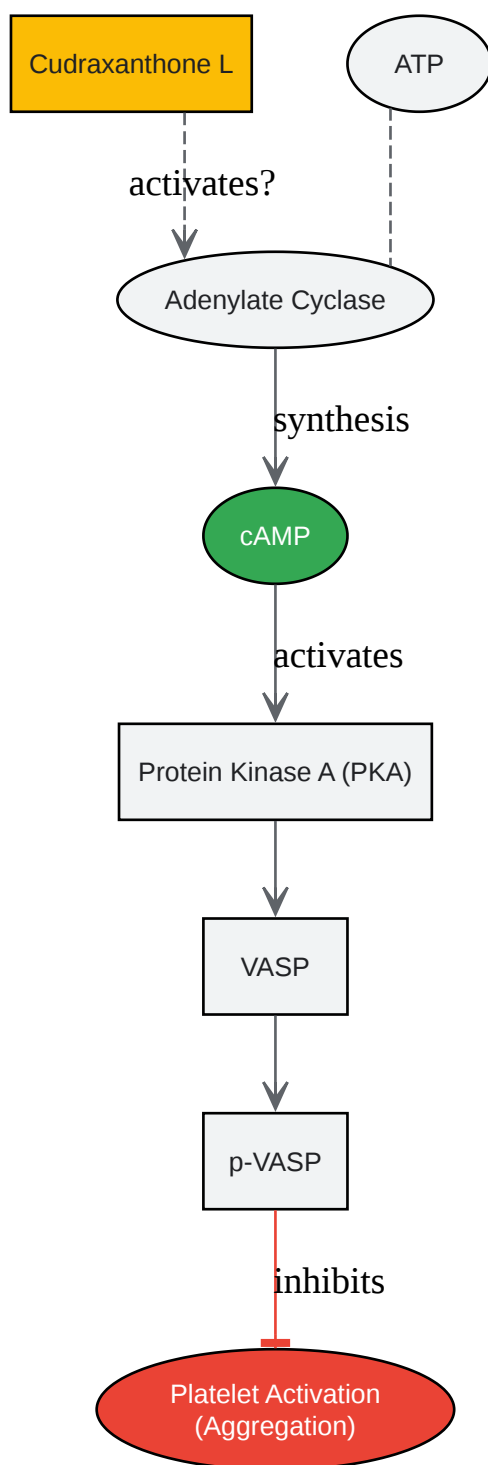 Cudraxanthone L
ATP
activates?
Adenylate Cyclase
synthesis
cAMP
activates
Protein Kinase A (PKA)
VASP
p-VASP
inhibits
Platelet Activation
(Aggregation)